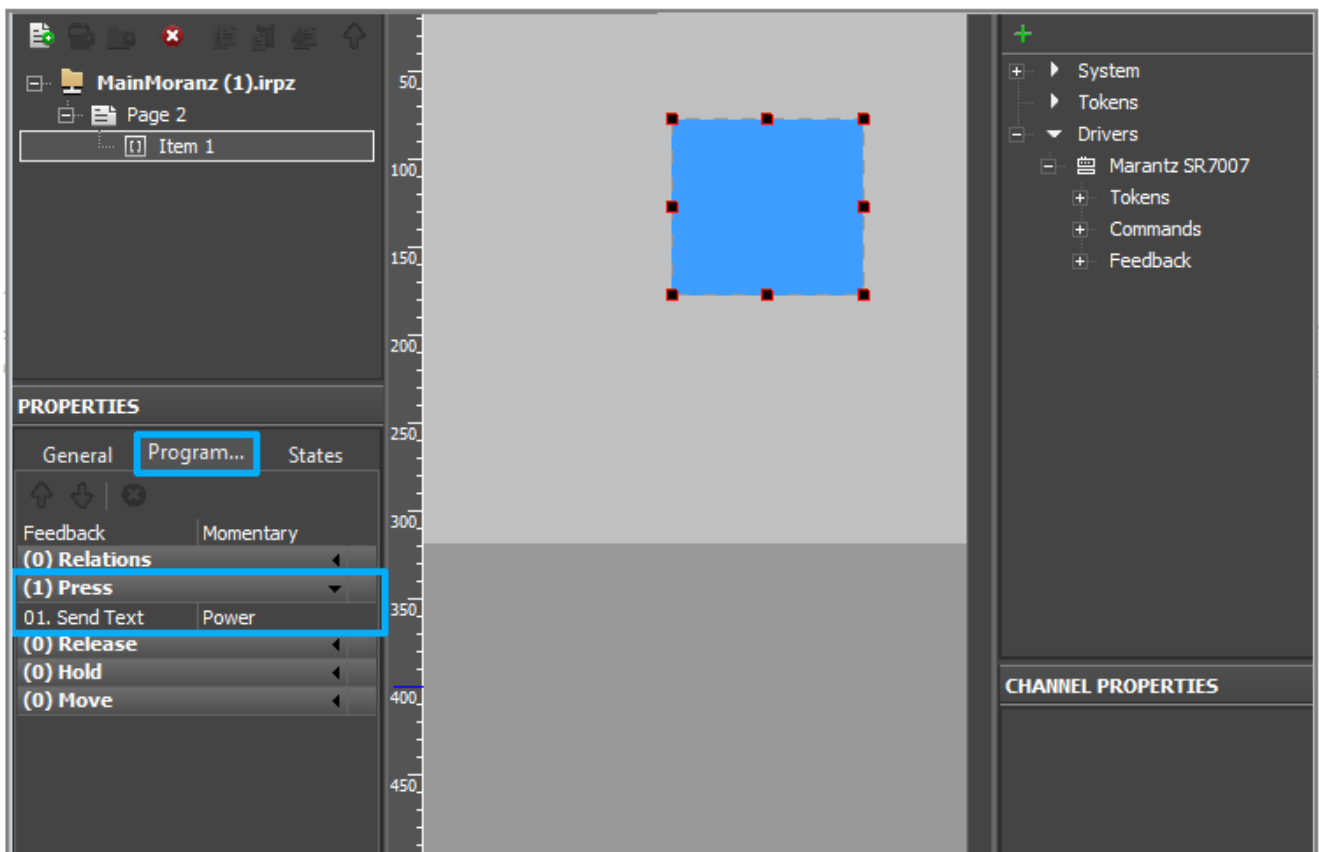 MainMoranz (1).irpz
Page 2
Item 1
PROPERTIES
General Program... States
Feedback Momentary
(0) Relations
(1) Press
01. Send Text Power
(0) Release
(0) Hold
(0) Move
50
100
150
200
250
300
350
400
450
System
Tokens
Drivers
Marantz SR7007
Tokens
Commands
Feedback
CHANNEL PROPERTIES